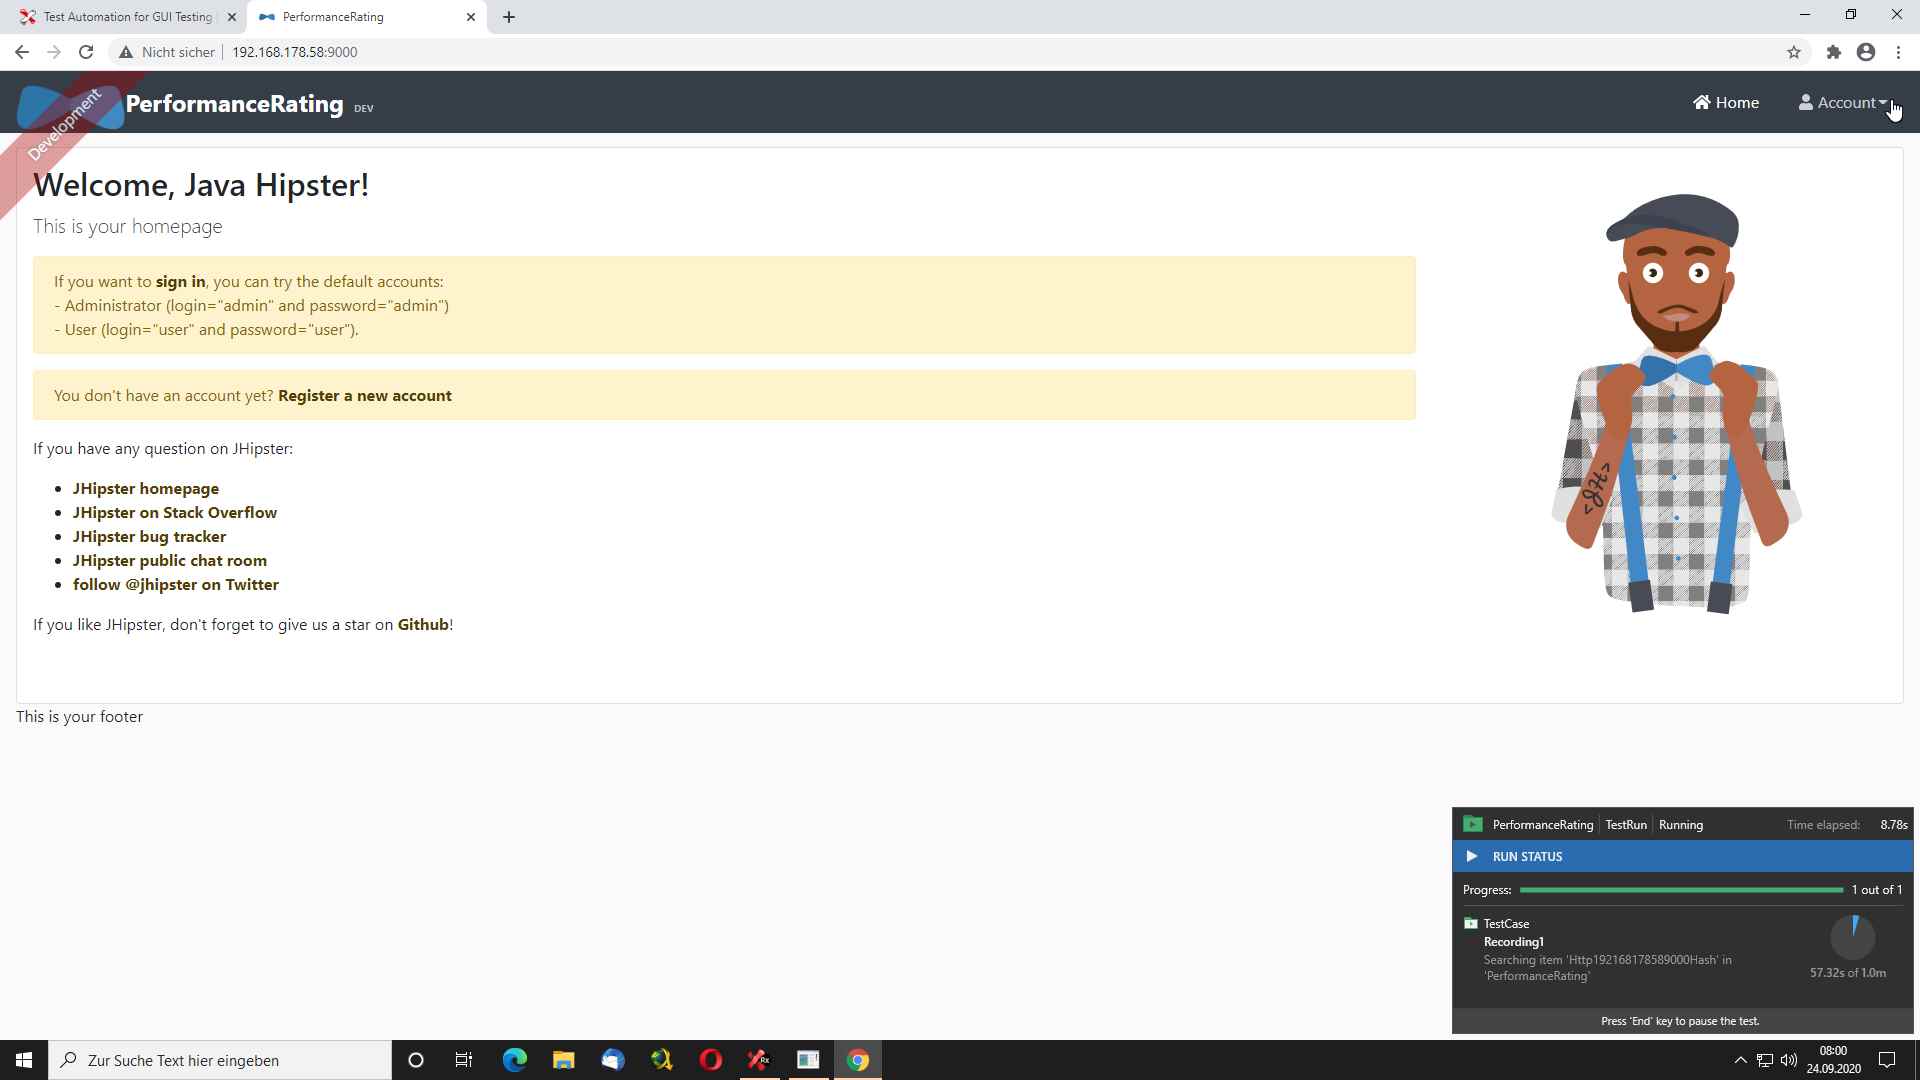 Test Automation for GUI Testing
PerformanceRating
Nicht sicher
192.168.178.58:9000
Development
PerformanceRating DEV
Home
Account
Welcome, Java Hipster!
This is your homepage
If you want to sign in, you can try the default accounts:
- Administrator (login="admin" and password="admin")
- User (login="user" and password="user").
You don't have an account yet? Register a new account
If you have any question on JHipster:
JHipster homepage
JHipster on Stack Overflow
JHipster bug tracker
JHipster public chat room
follow @jhipster on Twitter
If you like JHipster, don't forget to give us a star on Github!
<JH>
This is your footer
PerformanceRating TestRun Running Time elapsed: 8.78s
RUN STATUS
Progress: 1 out of 1
TestCase
Recording1
Searching item 'Http192168178589000Hash' in
'PerformanceRating'
57.32s of 1.0m
Press 'End' key to pause the test.
Zur Suche Text hier eingeben
Rx
08:00
24.09.2020